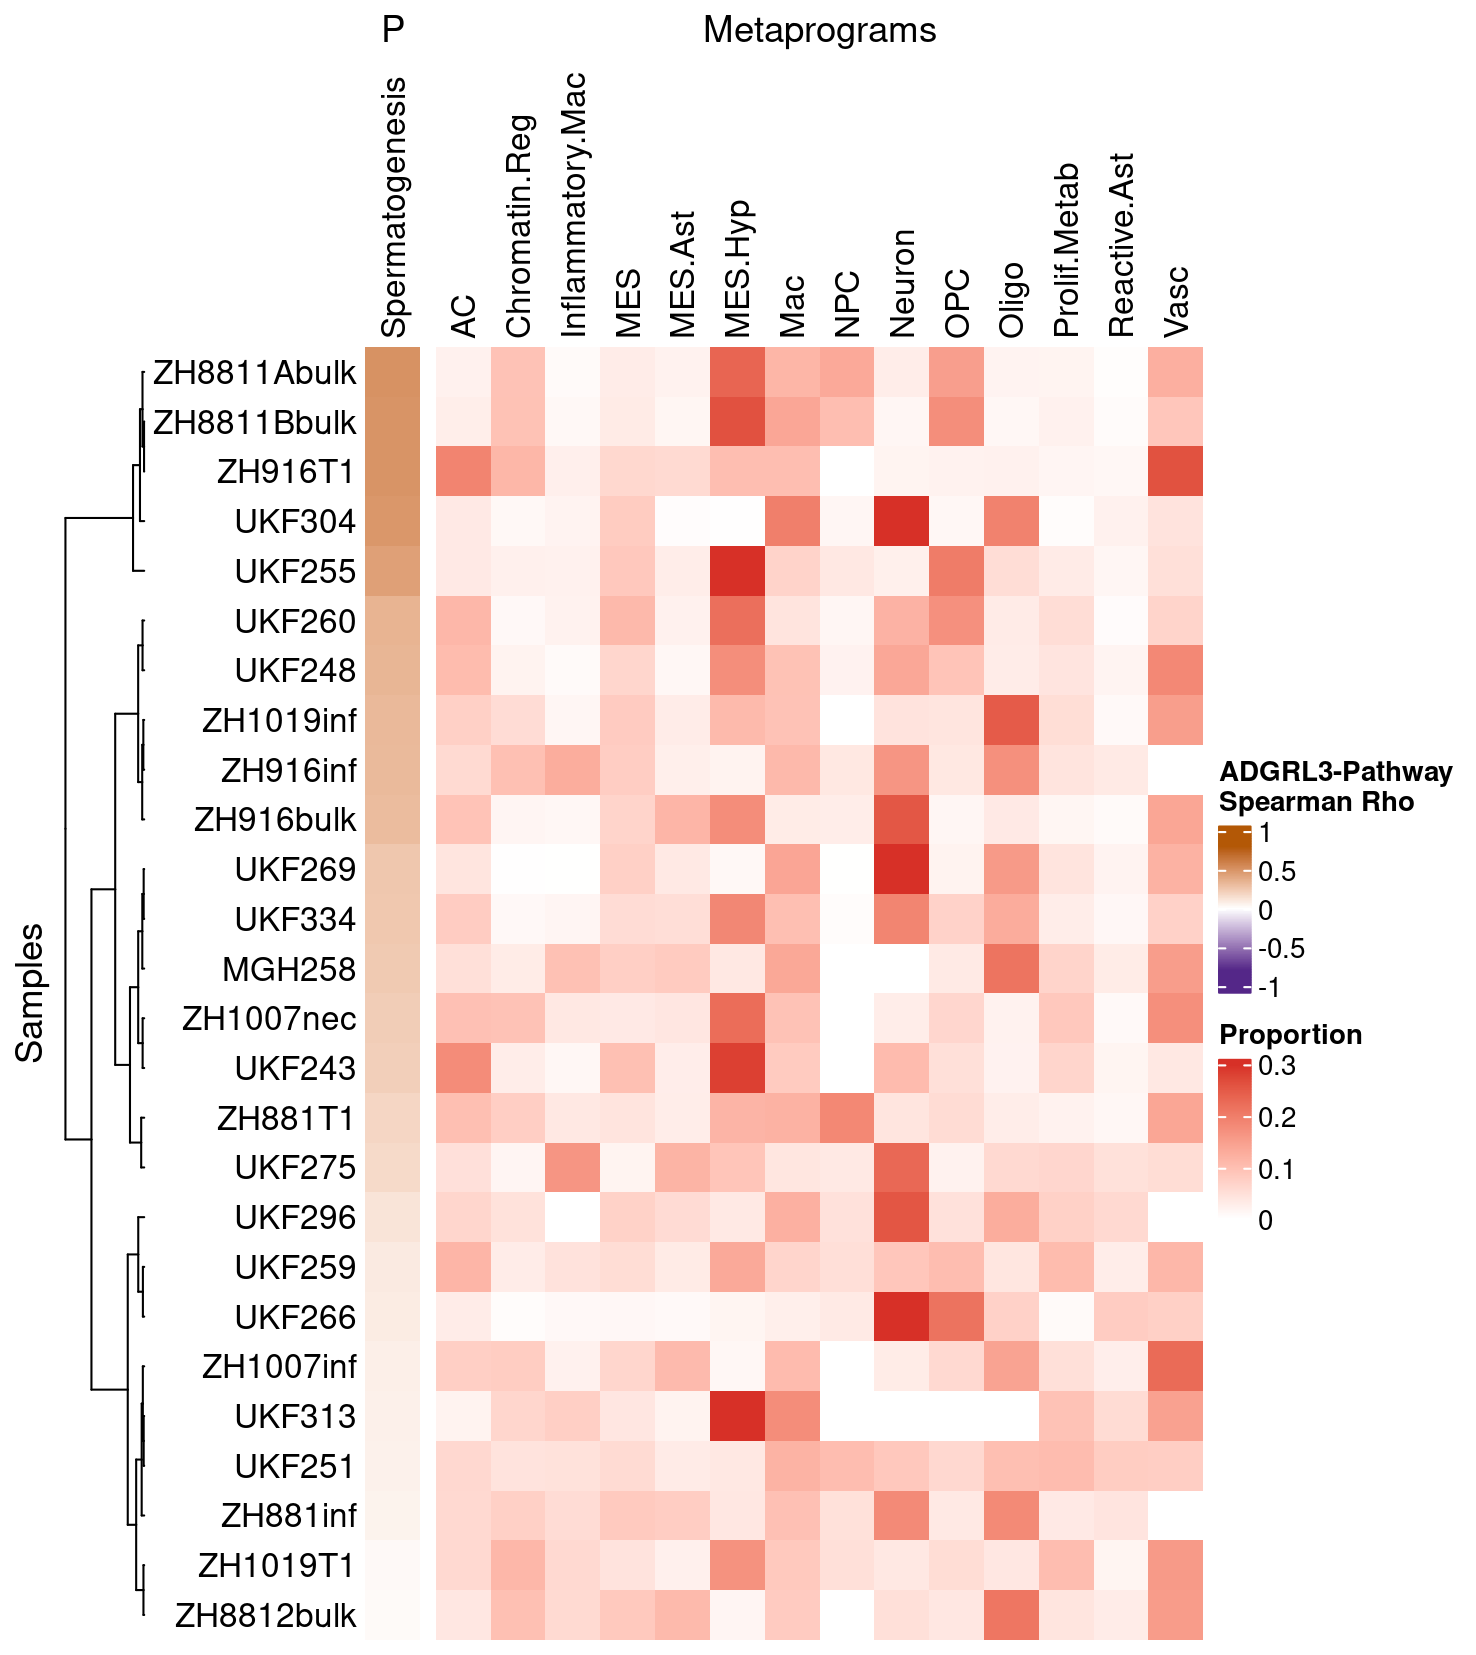 P
Metaprograms
Spermatogenesis
AC
Chromatin.Reg
Inflammatory.Mac
MES
MES.Ast
MES.Hyp
Mac
NPC
Neuron
OPC
Oligo
Prolif.Metab
Reactive.Ast
Vasc
Samples
ZH8811Abulk
ZH8811Bbulk
ZH916T1
UKF304
UKF255
UKF260
UKF248
ZH1019inf
ZH916inf
ZH916bulk
UKF269
UKF334
MGH258
ZH1007nec
UKF243
ZH881T1
UKF275
UKF296
UKF259
UKF266
ZH1007inf
UKF313
UKF251
ZH881inf
ZH1019T1
ZH8812bulk
ADGRL3-Pathway
Spearman Rho
1
0.5
0
-0.5
-1
Proportion
0.3
0.2
0.1
0